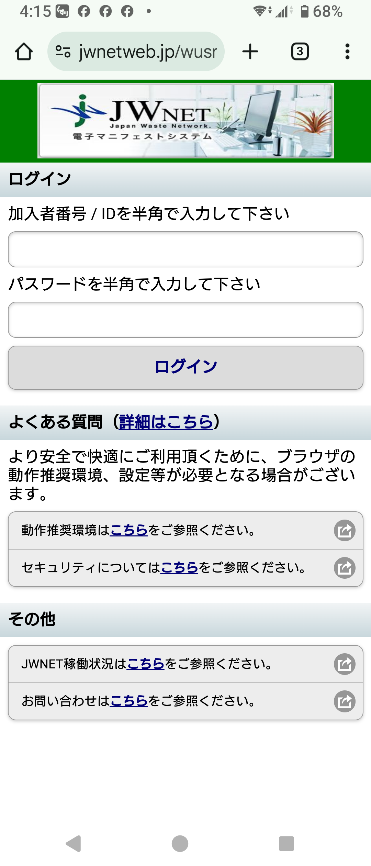 4:15
68%
jwnetweb.jp/wusr
3
JWNET
Japan Waste Network.
電子マニフェストシステム
ログイン
加入者番号 / IDを半角で入力して下さい
パスワードを半角で入力して下さい
ログイン
よくある質問（詳細はこちら）
より安全で快適にご利用頂くために、ブラウザの
動作推奨環境、設定等が必要となる場合がござい
ます。
動作推奨環境はこちらをご参照ください。
セキュリティについてはこちらをご参照ください。
その他
JWNET稼働状況はこちらをご参照ください。
お問い合わせはこちらをご参照ください。